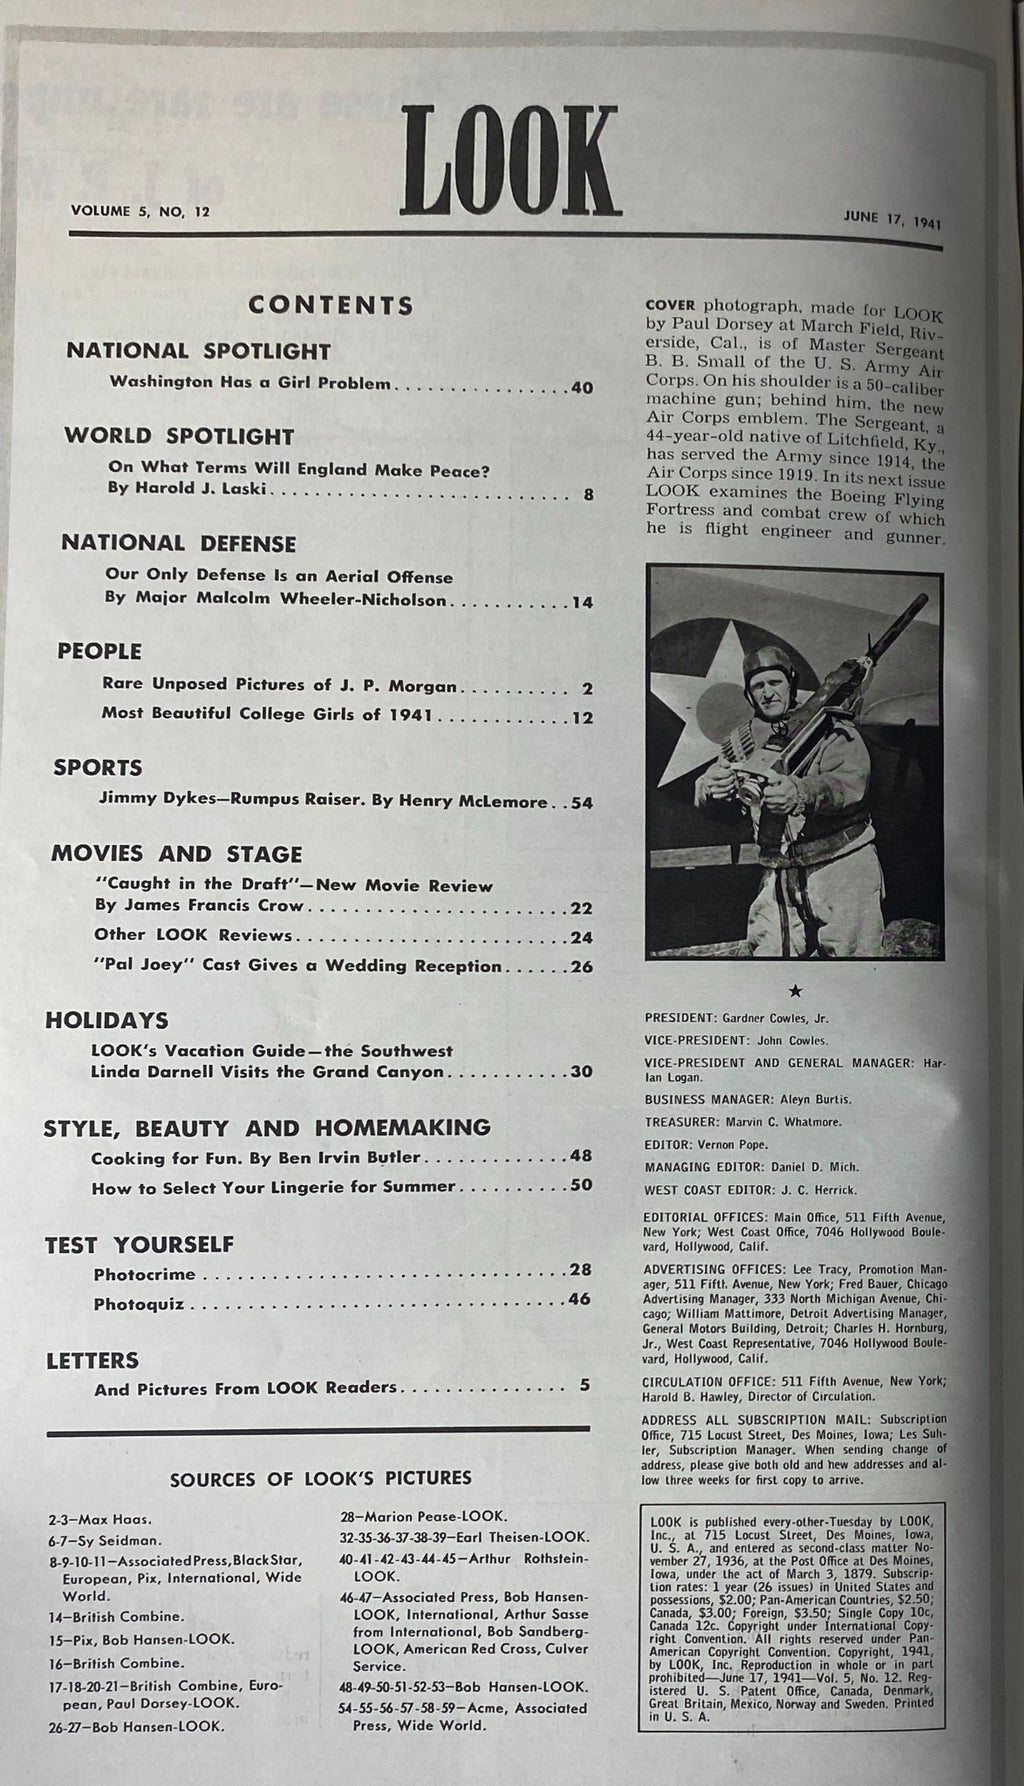 LOOK
VOLUME 5, NO, 12
JUNE 17, 1941
CONTENTS
NATIONAL SPOTLIGHT
Washington Has a Girl Problem..............40
WORLD SPOTLIGHT
On What Terms Will England Make Peace?
By Harold J. Laski.......................... 8
NATIONAL DEFENSE
Our Only Defense Is an Aerial Offense
By Major Malcolm Wheeler-Nicholson...........14
PEOPLE
Rare Unposed Pictures of J. P. Morgan.......... 2
Most Beautiful College Girls of 1941............12
SPORTS
Jimmy Dykes—Rumpus Raiser. By Henry McLemore..54
MOVIES AND STAGE
"Caught in the Draft"—New Movie Review
By James Francis Crow......................22
Other LOOK Reviews.......................24
"Pal Joey" Cast Gives a Wedding Reception......26
HOLIDAYS
LOOK's Vacation Guide—the Southwest
Linda Darnell Visits the Grand Canyon...........30
STYLE, BEAUTY AND HOMEMAKING
Cooking for Fun. By Ben Irvin Butler.............48
How to Select Your Lingerie for Summer..........50
TEST YOURSELF
Photocrime................................28
Photoquiz.................................46
LETTERS
And Pictures From LOOK Readers............... 5
SOURCES OF LOOK'S PICTURES
2-3—Max Haas.
6-7—Sy Seidman.
8-9-10-11—Associated Press, Black Star,
European, Pix, International, Wide
World.
14—British Combine.
15—Pix, Bob Hansen-LOOK.
16—British Combine.
17-18-20-21—British Combine, Euro-
pean, Paul Dorsey-LOOK.
26-27—Bob Hansen-LOOK.
28—Marion Pease-LOOK.
32-35-36-37-38-39—Earl Theisen-LOOK.
40-41-42-43-44-45—Arthur Rothstein-
LOOK.
46-47—Associated Press, Bob Hansen-
LOOK, International, Arthur Sasse
from International, Bob Sandberg-
LOOK, American Red Cross, Culver
Service.
48-49-50-51-52-53—Bob Hansen-LOOK.
54-55-56-57-58-59—Acme, Associated
Press, Wide World.
COVER photograph, made for LOOK
by Paul Dorsey at March Field, Riv-
erside, Cal., is of Master Sergeant
B. B. Small of the U. S. Army Air
Corps. On his shoulder is a 50-caliber
machine gun; behind him, the new
Air Corps emblem. The Sergeant, a
44-year-old native of Litchfield, Ky.,
has served the Army since 1914, the
Air Corps since 1919. In its next issue
LOOK examines the Boeing Flying
Fortress and combat crew of which
he is flight engineer and gunner.
PRESIDENT: Gardner Cowles, Jr.
VICE-PRESIDENT: John Cowles.
VICE-PRESIDENT AND GENERAL MANAGER: Har-
lan Logan.
BUSINESS MANAGER: Aleyn Burtis.
TREASURER: Marvin C. Whatmore.
EDITOR: Vernon Pope.
MANAGING EDITOR: Daniel D. Mich.
WEST COAST EDITOR: J. C. Herrick.
EDITORIAL OFFICES: Main Office, 511 Fifth Avenue,
New York; West Coast Office, 7046 Hollywood Boule-
vard, Hollywood, Calif.
ADVERTISING OFFICES: Lee Tracy, Promotion Man-
ager, 511 Fifth Avenue, New York; Fred Bauer, Chicago
Advertising Manager, 333 North Michigan Avenue, Chi-
cago; William Mattimore, Detroit Advertising Manager,
General Motors Building, Detroit; Charles H. Hornburg,
Jr., West Coast Representative, 7046 Hollywood Boule-
vard, Hollywood, Calif.
CIRCULATION OFFICE: 511 Fifth Avenue, New York;
Harold B. Hawley, Director of Circulation.
ADDRESS ALL SUBSCRIPTION MAIL: Subscription
Office, 715 Locust Street, Des Moines, Iowa; Les Suh-
ler, Subscription Manager. When sending change of
address, please give both old and new addresses and al-
low three weeks for first copy to arrive.
LOOK is published every-other-Tuesday by LOOK,
Inc., at 715 Locust Street, Des Moines, Iowa,
U. S. A., and entered as second-class matter No-
vember 27, 1936, at the Post Office at Des Moines,
Iowa, under the act of March 3, 1879. Subscrip-
tion rates: 1 year (26 issues) in United States and
possessions, $2.00; Pan-American Countries, $2.50;
Canada, $3.00; Foreign, $3.50; Single Copy 10c,
Canada 12c. Copyright under International Copy-
right Convention. All rights reserved under Pan-
American Copyright Convention. Copyright, 1941,
by LOOK, Inc. Reproduction in whole or in part
prohibited—June 17, 1941—Vol. 5, No. 12. Reg-
istered U. S. Patent Office, Canada, Denmark,
Great Britain, Mexico, Norway and Sweden. Printed
in U. S. A.